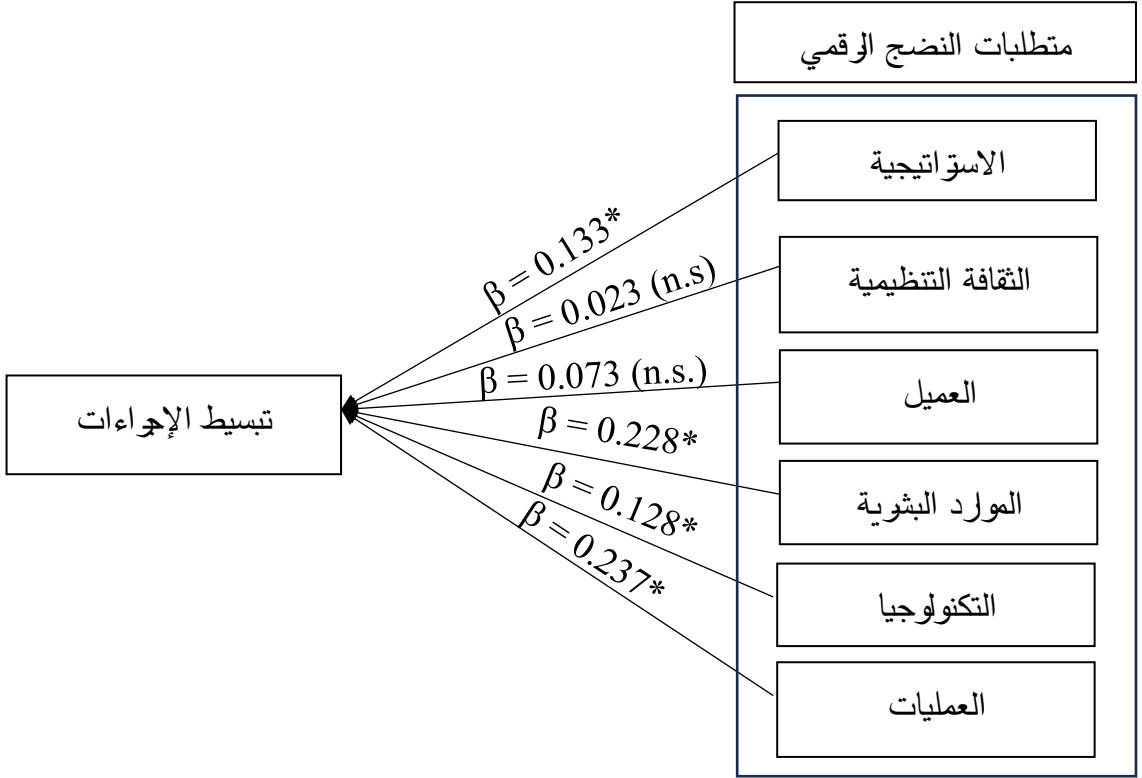 متطلبات النضج الرقمي
الاستراتيجية
β = 0.133*
الثقافة التنظيمية
β = 0.023 (n.s)
العميل
β = 0.073 (n.s.)
تبسيط الإجراءات
β = 0.228*
الموارد البشرية
β = 0.128*
التكنولوجيا
β = 0.237*
العمليات